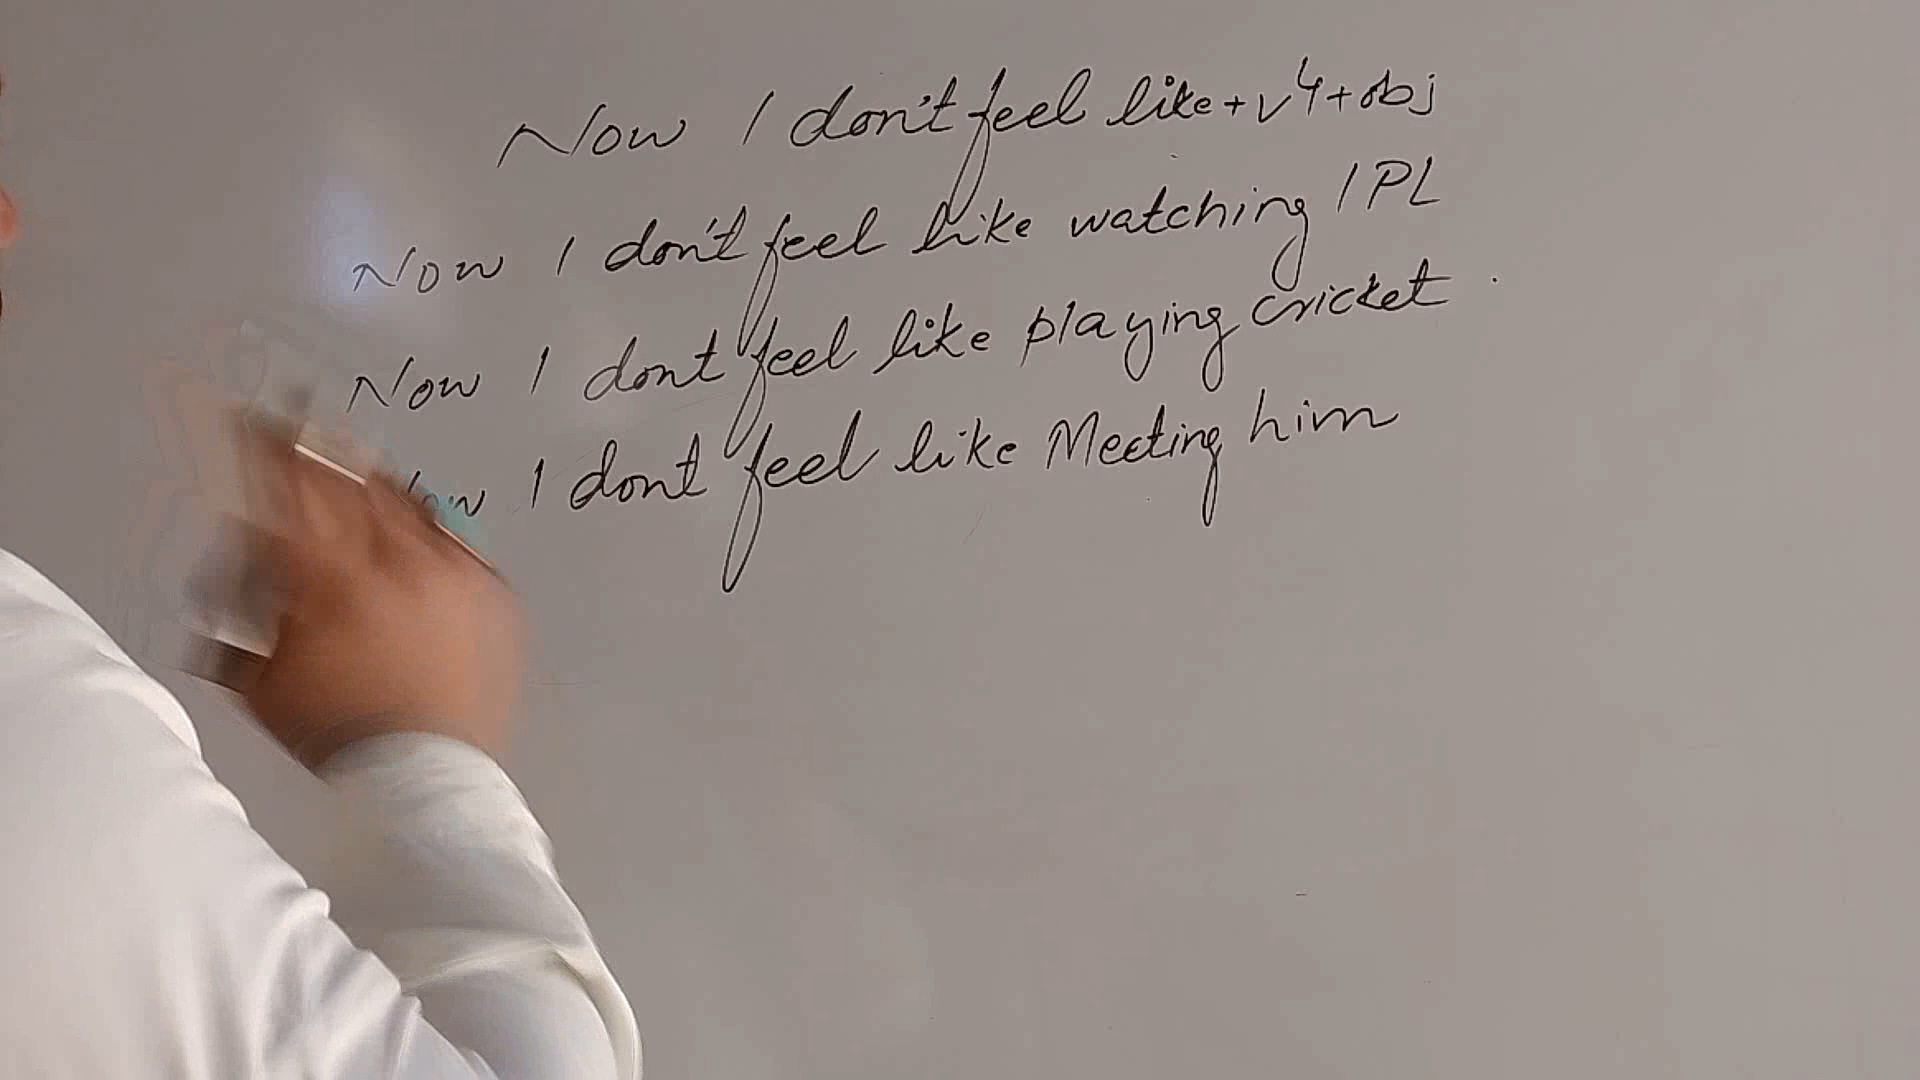 Now I don't feel like + v4 + obj
Now I don't feel like watching IPL
Now I dont feel like playing cricket
I dont feel like Meeting him